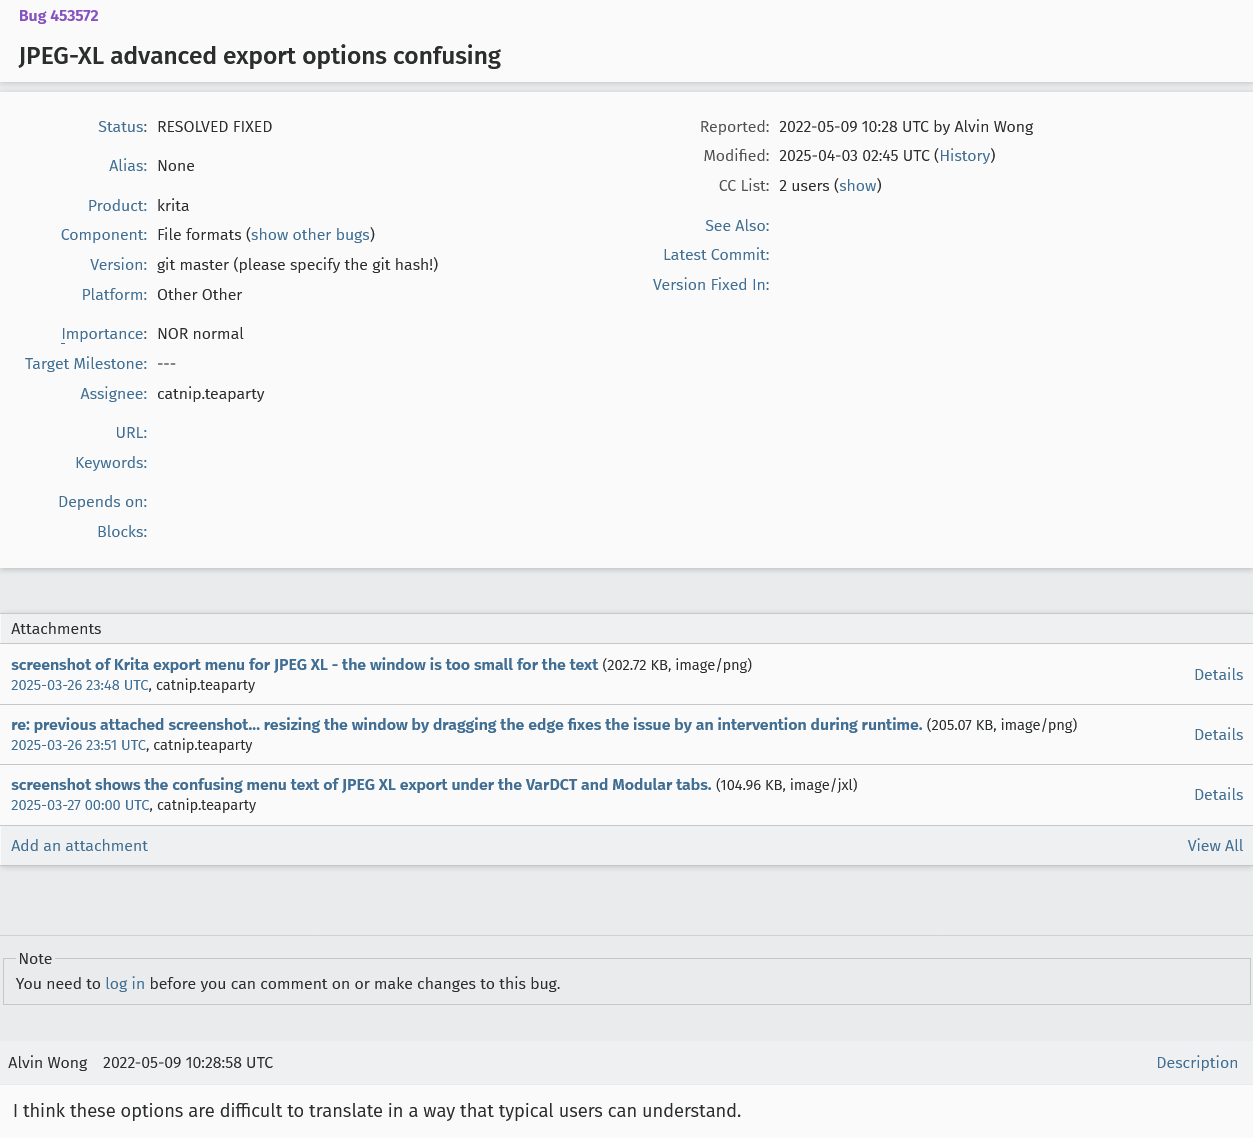 Bug 453572
JPEG-XL advanced export options confusing
Status: RESOLVED FIXED
Alias: None
Product: krita
Component: File formats (show other bugs)
Version: git master (please specify the git hash!)
Platform: Other Other
Importance: NOR normal
Target Milestone: ---
Assignee: catnip.teaparty
URL:
Keywords:
Depends on:
Blocks:
Reported: 2022-05-09 10:28 UTC by Alvin Wong
Modified: 2025-04-03 02:45 UTC (History)
CC List: 2 users (show)
See Also:
Latest Commit:
Version Fixed In:
Attachments
screenshot of Krita export menu for JPEG XL - the window is too small for the text (202.72 KB, image/png)
2025-03-26 23:48 UTC, catnip.teaparty
Details
re: previous attached screenshot... resizing the window by dragging the edge fixes the issue by an intervention during runtime. (205.07 KB, image/png)
2025-03-26 23:51 UTC, catnip.teaparty
Details
screenshot shows the confusing menu text of JPEG XL export under the VarDCT and Modular tabs. (104.96 KB, image/jxl)
2025-03-27 00:00 UTC, catnip.teaparty
Details
Add an attachment
View All
Note
You need to log in before you can comment on or make changes to this bug.
Alvin Wong 2022-05-09 10:28:58 UTC
Description
I think these options are difficult to translate in a way that typical users can understand.